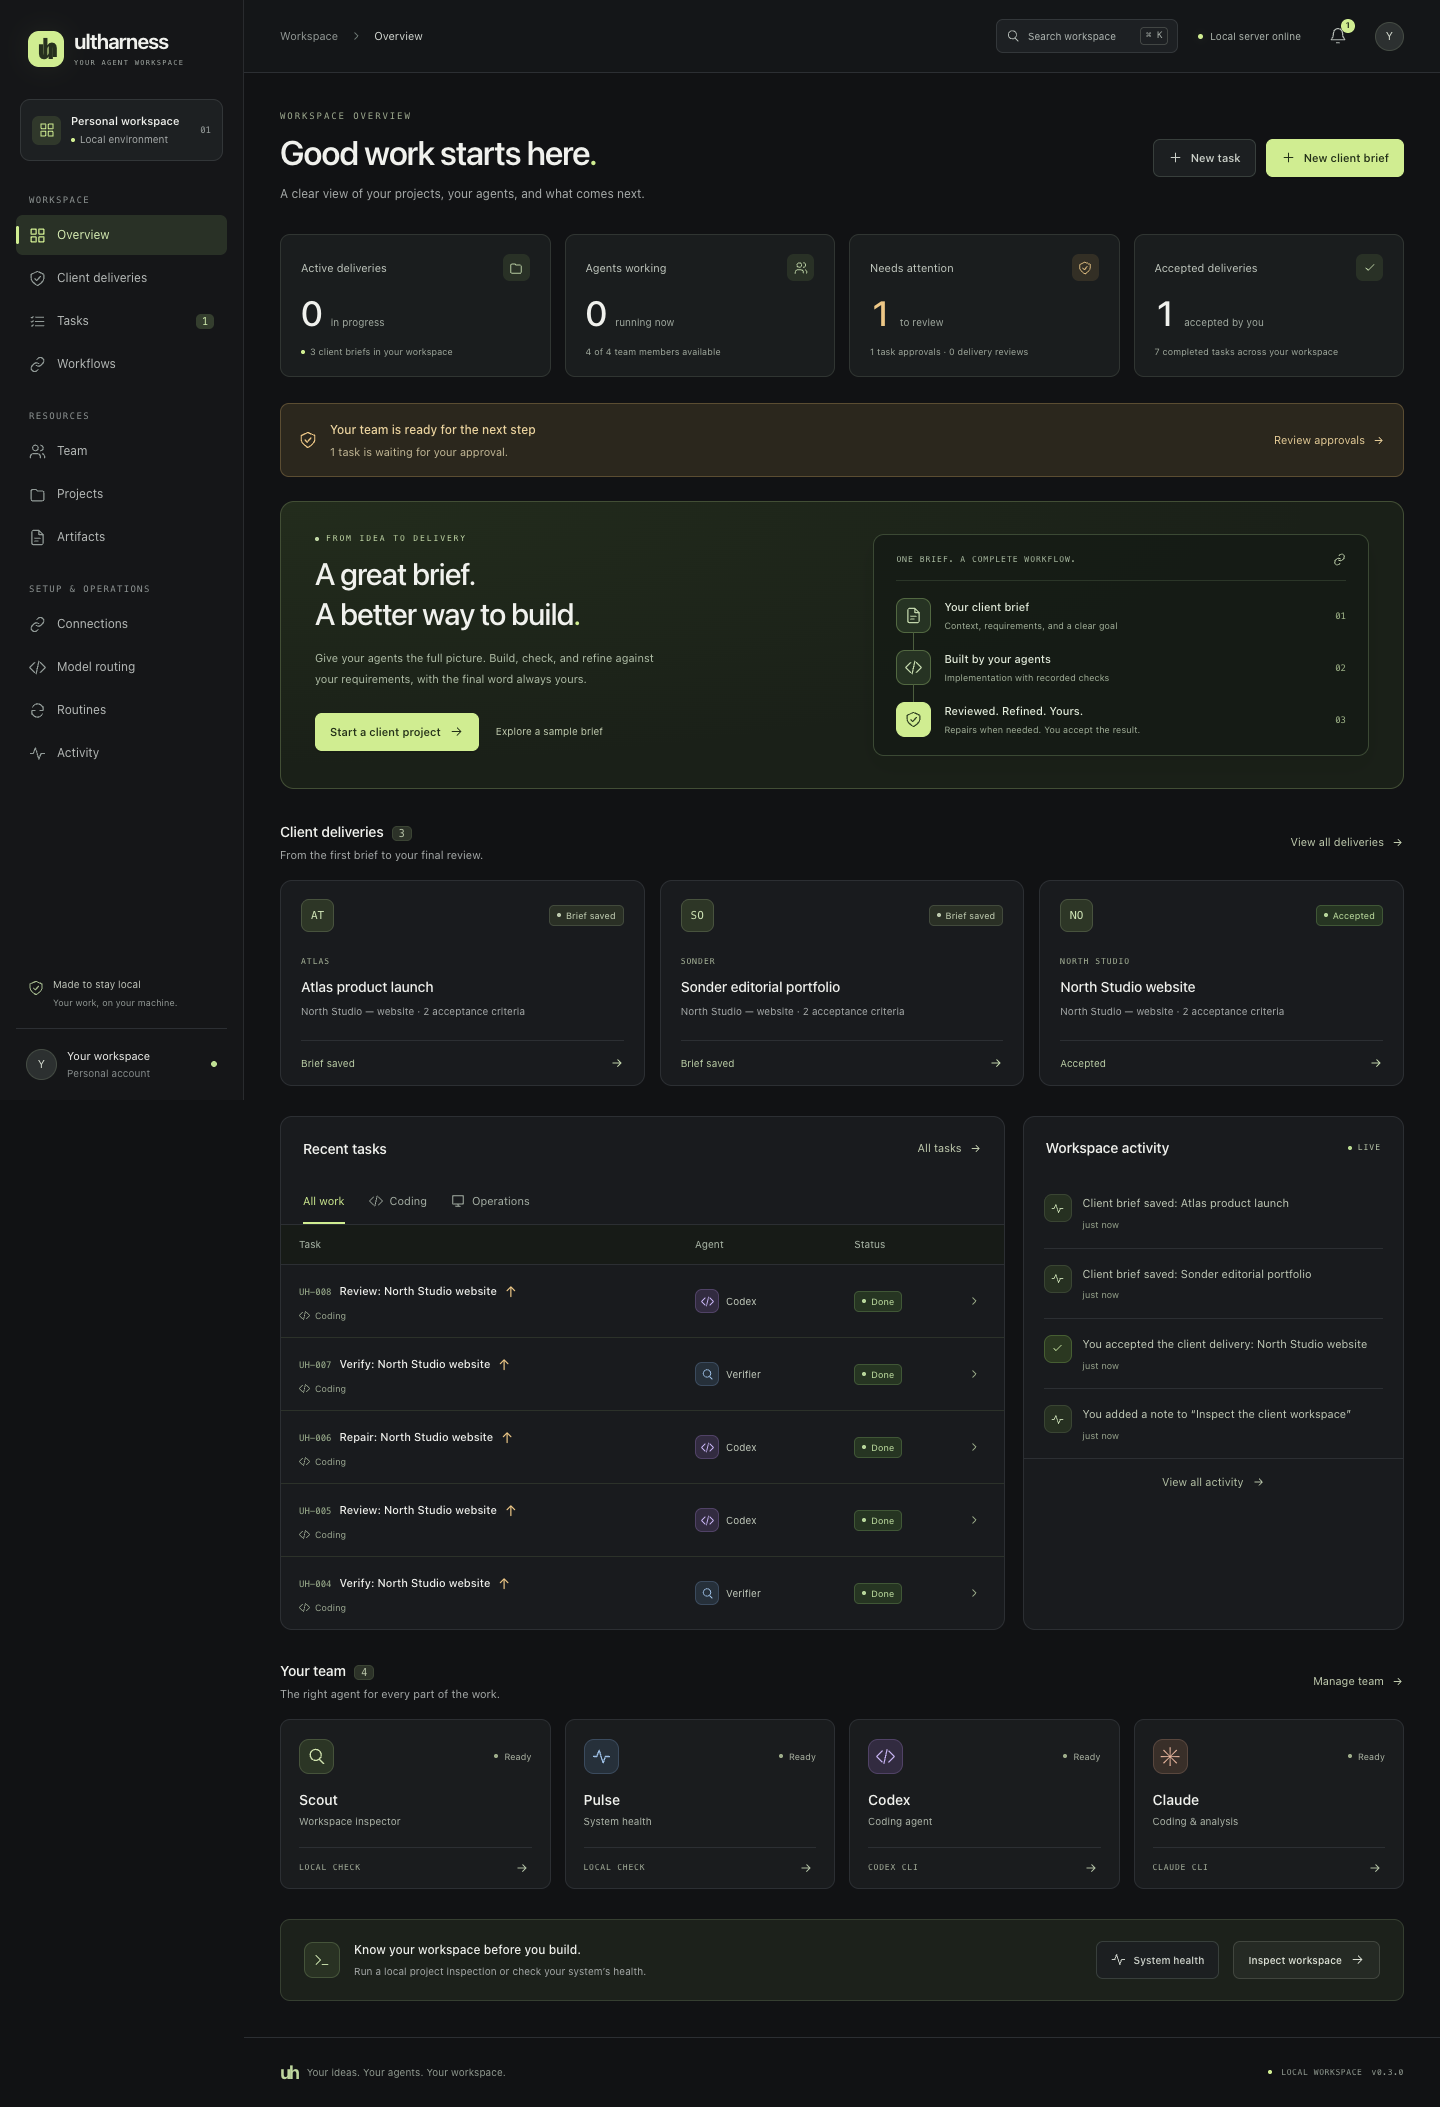 uh
ultharness
YOUR AGENT WORKSPACE
Personal workspace
Local environment
01
WORKSPACE
Overview
Client deliveries
Tasks
1
Workflows
RESOURCES
Team
Projects
Artifacts
SETUP & OPERATIONS
Connections
Model routing
Routines
Activity
Made to stay local
Your work, on your machine.
Y
Your workspace
Personal account
Workspace
Overview
Search workspace
⌘ K
Local server online
1
Y
WORKSPACE OVERVIEW
Good work starts here.
A clear view of your projects, your agents, and what comes next.
New task
New client brief
Active deliveries
0 in progress
3 client briefs in your workspace
Agents working
0 running now
4 of 4 team members available
Needs attention
1 to review
1 task approvals · 0 delivery reviews
Accepted deliveries
1 accepted by you
7 completed tasks across your workspace
Your team is ready for the next step
1 task is waiting for your approval.
Review approvals
FROM IDEA TO DELIVERY
A great brief.
A better way to build.
Give your agents the full picture. Build, check, and refine against
your requirements, with the final word always yours.
Start a client project
Explore a sample brief
ONE BRIEF. A COMPLETE WORKFLOW.
Your client brief
Context, requirements, and a clear goal
01
Built by your agents
Implementation with recorded checks
02
Reviewed. Refined. Yours.
Repairs when needed. You accept the result.
03
Client deliveries 3
From the first brief to your final review.
View all deliveries
AT
Brief saved
ATLAS
Atlas product launch
North Studio — website · 2 acceptance criteria
Brief saved
SO
Brief saved
SONDER
Sonder editorial portfolio
North Studio — website · 2 acceptance criteria
Brief saved
NO
Accepted
NORTH STUDIO
North Studio website
North Studio — website · 2 acceptance criteria
Accepted
Recent tasks
All tasks
All work
Coding
Operations
Task
Agent
Status
UH-008 Review: North Studio website
Coding
Codex
Done
UH-007 Verify: North Studio website
Coding
Verifier
Done
UH-006 Repair: North Studio website
Coding
Codex
Done
UH-005 Review: North Studio website
Coding
Codex
Done
UH-004 Verify: North Studio website
Coding
Verifier
Done
Workspace activity
LIVE
Client brief saved: Atlas product launch
just now
Client brief saved: Sonder editorial portfolio
just now
You accepted the client delivery: North Studio website
just now
You added a note to “Inspect the client workspace”
just now
View all activity
Your team 4
The right agent for every part of the work.
Manage team
Ready
Scout
Workspace inspector
LOCAL CHECK
Ready
Pulse
System health
LOCAL CHECK
Ready
Codex
Coding agent
CODEX CLI
Ready
Claude
Coding & analysis
CLAUDE CLI
Know your workspace before you build.
Run a local project inspection or check your system's health.
System health
Inspect workspace
uh
Your ideas. Your agents. Your workspace.
LOCAL WORKSPACE v0.3.0